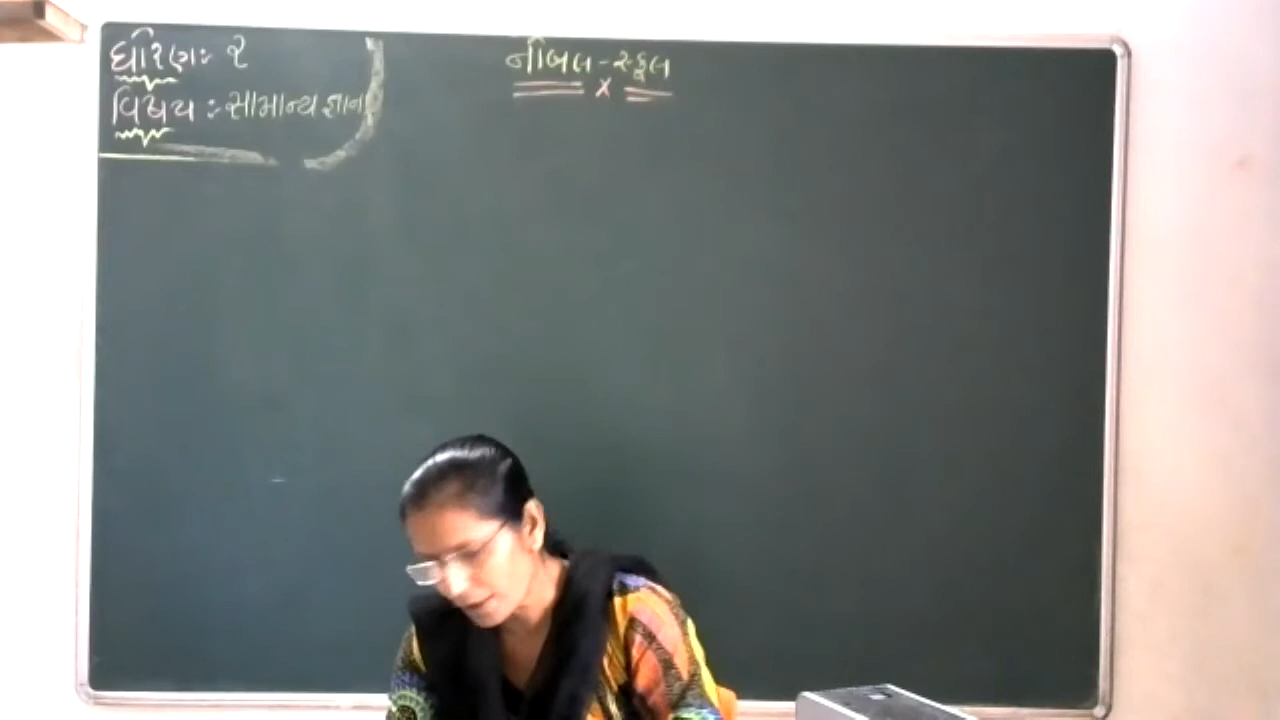 ધોરણઃ ૨
વિષય :- સામાન્ય જ્ઞાન
નોબલ - સ્કૂલ
x